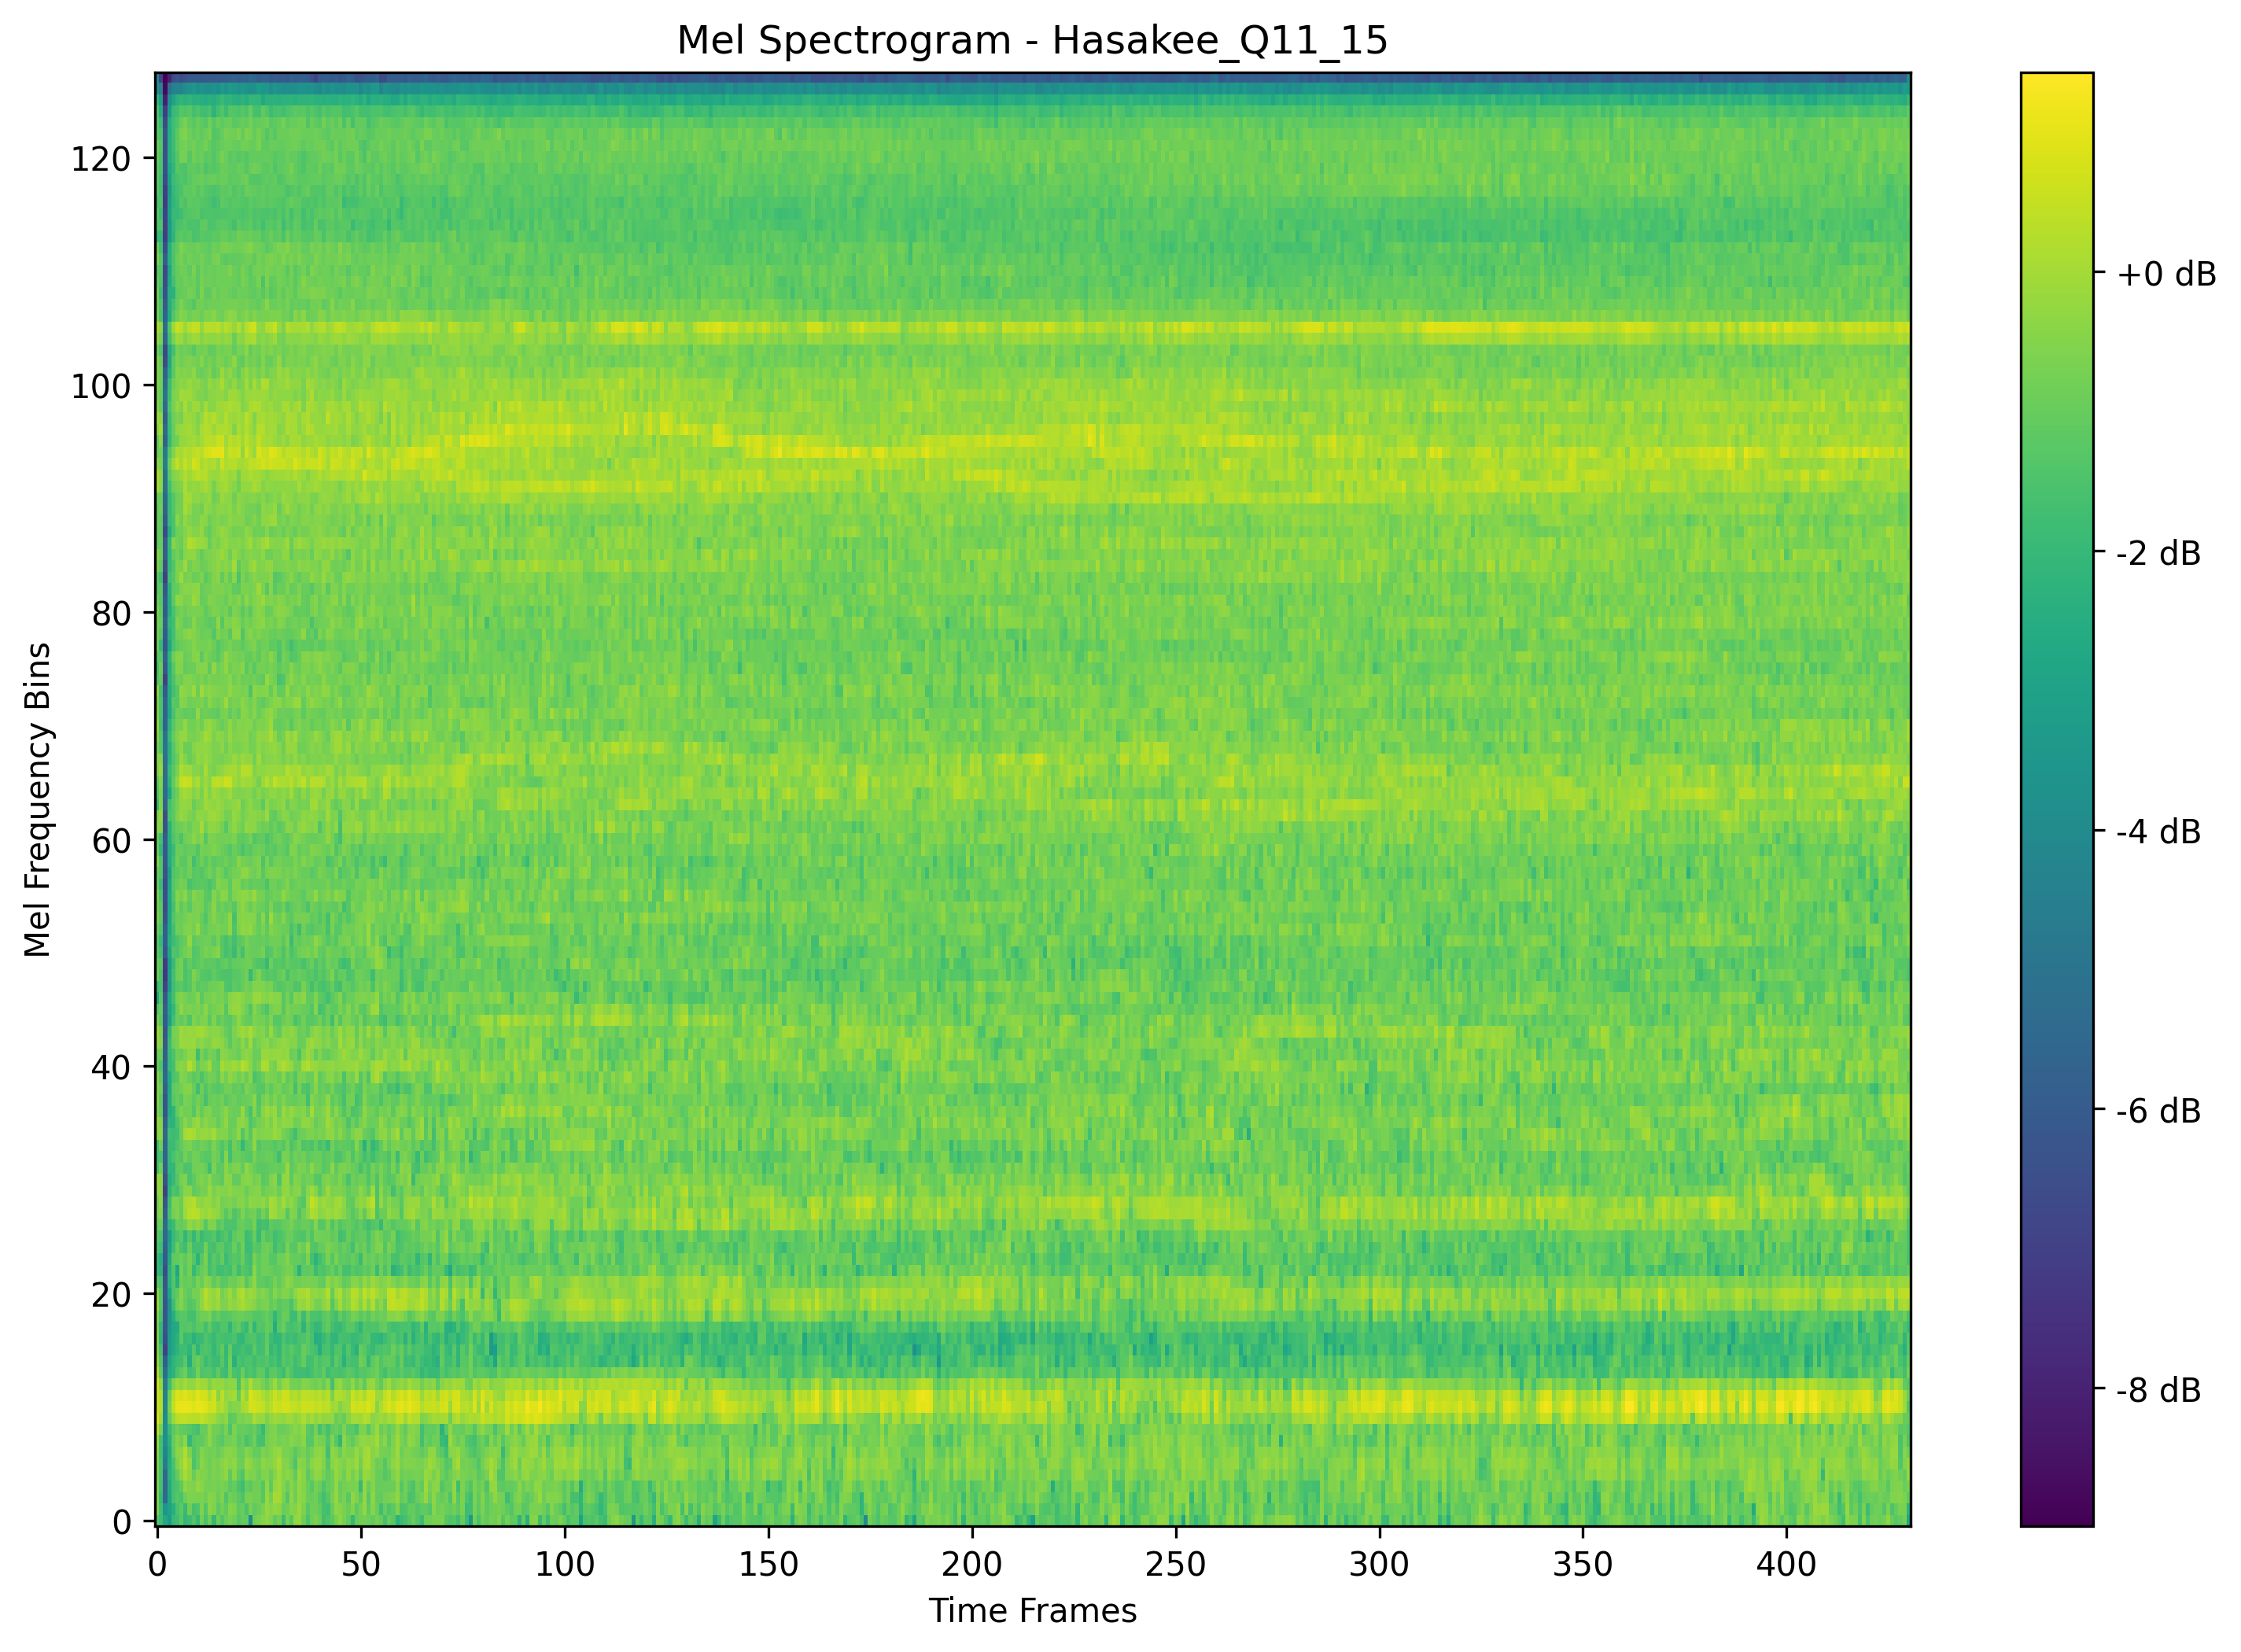 Mel Spectrogram - Hasakee_Q11_15
Mel Frequency Bins
120
100
80
60
40
20
0
0 50 100 150 200 250 300 350 400
Time Frames
+0 dB
-2 dB
-4 dB
-6 dB
-8 dB